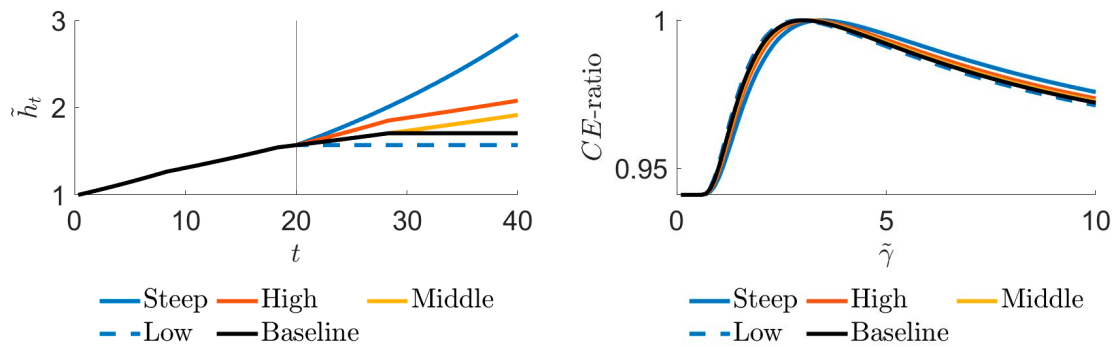 3
2
1
h̃ₜ
0 10 20 30 40
t
Steep High Middle
Low Baseline
1
0.95
CE-ratio
0 5 10
γ̃
Steep High Middle
Low Baseline